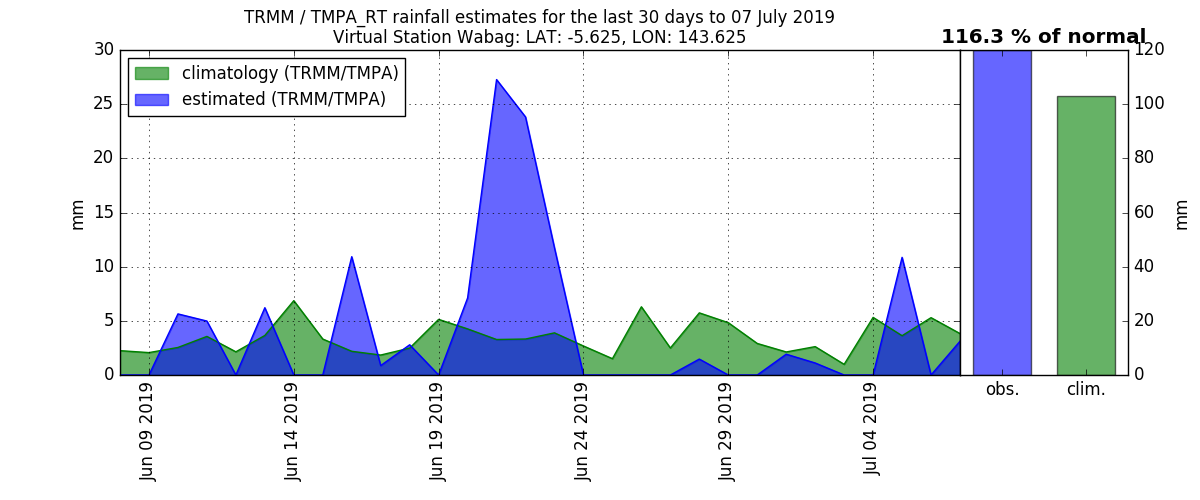 TRMM / TMPA_RT rainfall estimates for the last 30 days to 07 July 2019
Virtual Station Wabag: LAT: -5.625, LON: 143.625
116.3 % of normal
climatology (TRMM/TMPA)
estimated (TRMM/TMPA)
30
25
20
15
10
5
0
mm
Jun 09 2019
Jun 14 2019
Jun 19 2019
Jun 24 2019
Jun 29 2019
Jul 04 2019
obs.
clim.
120
100
80
60
40
20
0
mm